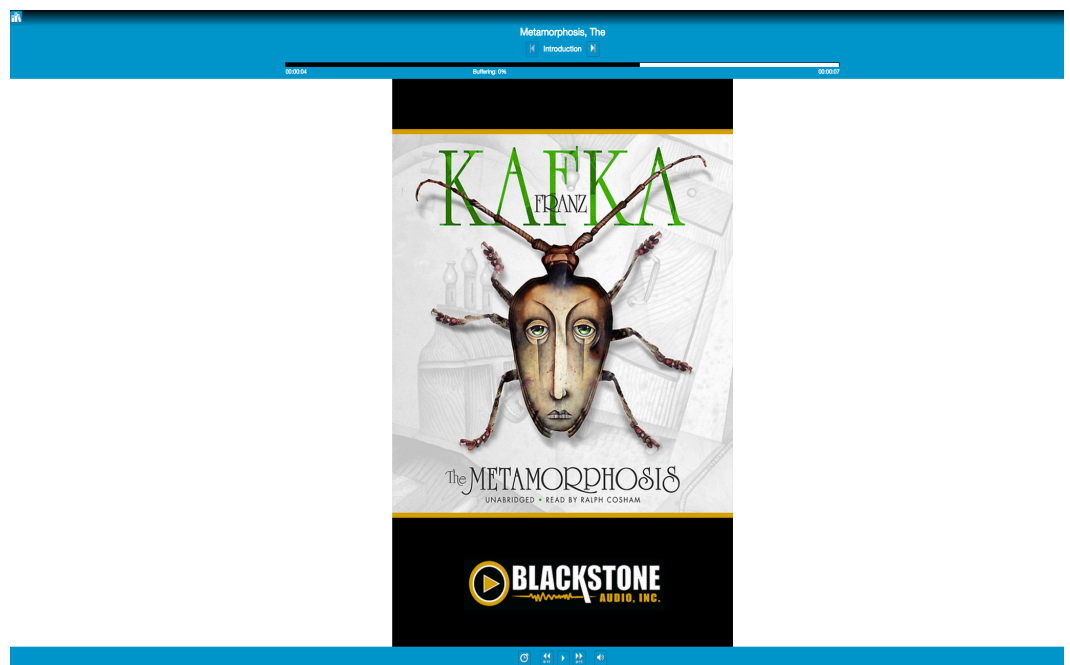 Metamorphosis, The
Introduction
00:00:04 Buffering: 0% 00:00:07
KAFKA
FRANZ
The METAMORPHOSIS
UNABRIDGED • READ BY RALPH COSHAM
BLACKSTONE
AUDIO, INC.